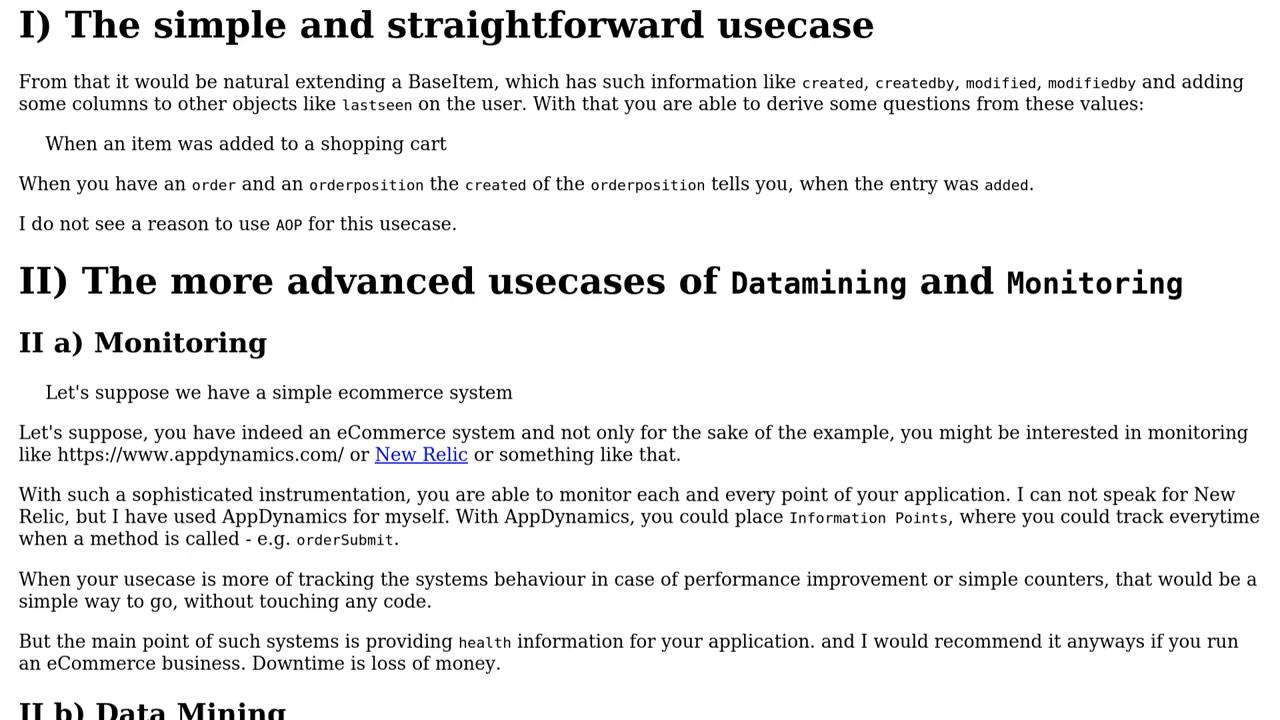 I) The simple and straightforward usecase
From that it would be natural extending a BaseItem, which has such information like created, createdby, modified, modifiedby and adding
some columns to other objects like lastseen on the user. With that you are able to derive some questions from these values:
When an item was added to a shopping cart
When you have an order and an orderposition the created of the orderposition tells you, when the entry was added.
I do not see a reason to use AOP for this usecase.
II) The more advanced usecases of Datamining and Monitoring
II a) Monitoring
Let's suppose we have a simple ecommerce system
Let's suppose, you have indeed an eCommerce system and not only for the sake of the example, you might be interested in monitoring
like https://www.appdynamics.com/ or New Relic or something like that.
With such a sophisticated instrumentation, you are able to monitor each and every point of your application. I can not speak for New
Relic, but I have used AppDynamics for myself. With AppDynamics, you could place Information Points, where you could track everytime
when a method is called - e.g. orderSubmit.
When your usecase is more of tracking the systems behaviour in case of performance improvement or simple counters, that would be a
simple way to go, without touching any code.
But the main point of such systems is providing health information for your application. and I would recommend it anyways if you run
an eCommerce business. Downtime is loss of money.
II b) Data Mining